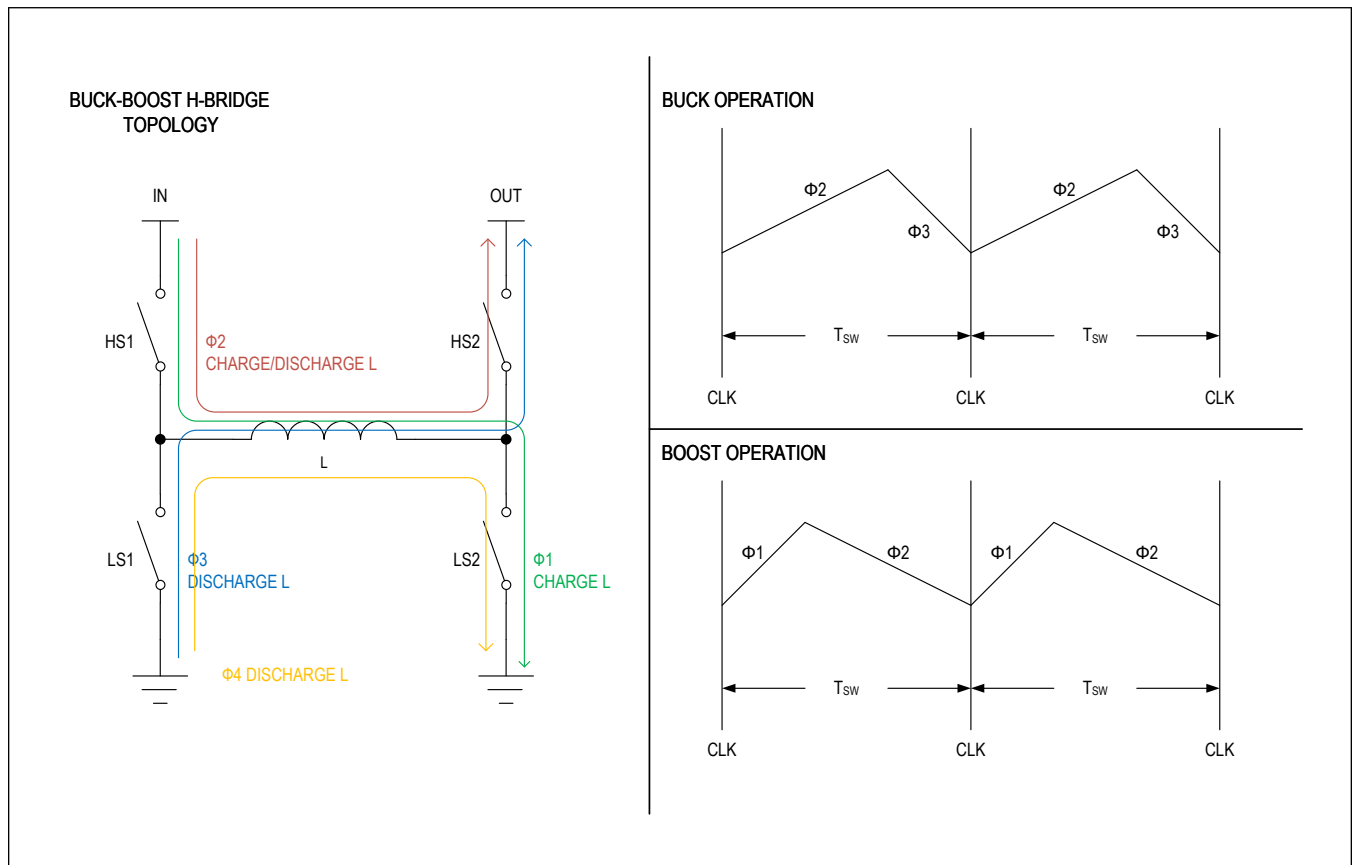 BUCK-BOOST H-BRIDGE
TOPOLOGY
IN
OUT
HS1
Φ2
CHARGE/DISCHARGE L
HS2
L
LS1
Φ3
DISCHARGE L
LS2
Φ1
CHARGE L
Φ4 DISCHARGE L
BUCK OPERATION
Φ2
Φ3
Φ2
Φ3
TSW
TSW
CLK
CLK
CLK
BOOST OPERATION
Φ1
Φ2
Φ1
Φ2
TSW
TSW
CLK
CLK
CLK